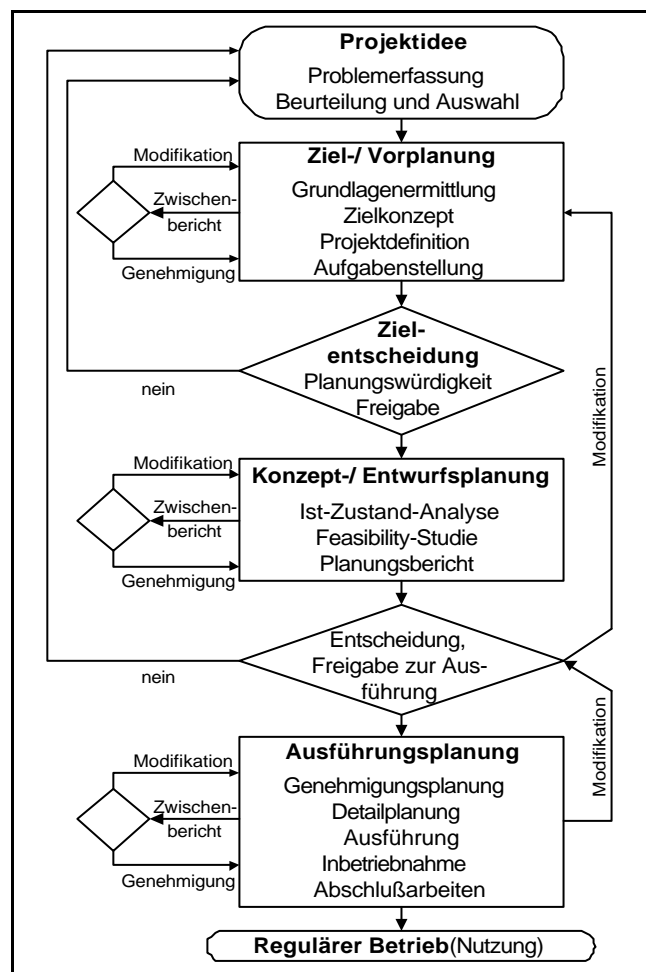 Projektidee
Problemerfassung
Beurteilung und Auswahl
Ziel-/ Vorplanung
Grundlagenermittlung
Zielkonzept
Projektdefinition
Aufgabenstellung
Modifikation
Zwischen-
bericht
Genehmigung
Ziel-
entscheidung
Planungswürdigkeit
Freigabe
nein
Modifikation
Konzept-/ Entwurfsplanung
Ist-Zustand-Analyse
Feasibility-Studie
Planungsbericht
Modifikation
Zwischen-
bericht
Genehmigung
Entscheidung,
Freigabe zur Aus-
führung
nein
Modifikation
Ausführungsplanung
Genehmigungsplanung
Detailplanung
Ausführung
Inbetriebnahme
Abschlußarbeiten
Modifikation
Zwischen-
bericht
Genehmigung
Regulärer Betrieb(Nutzung)